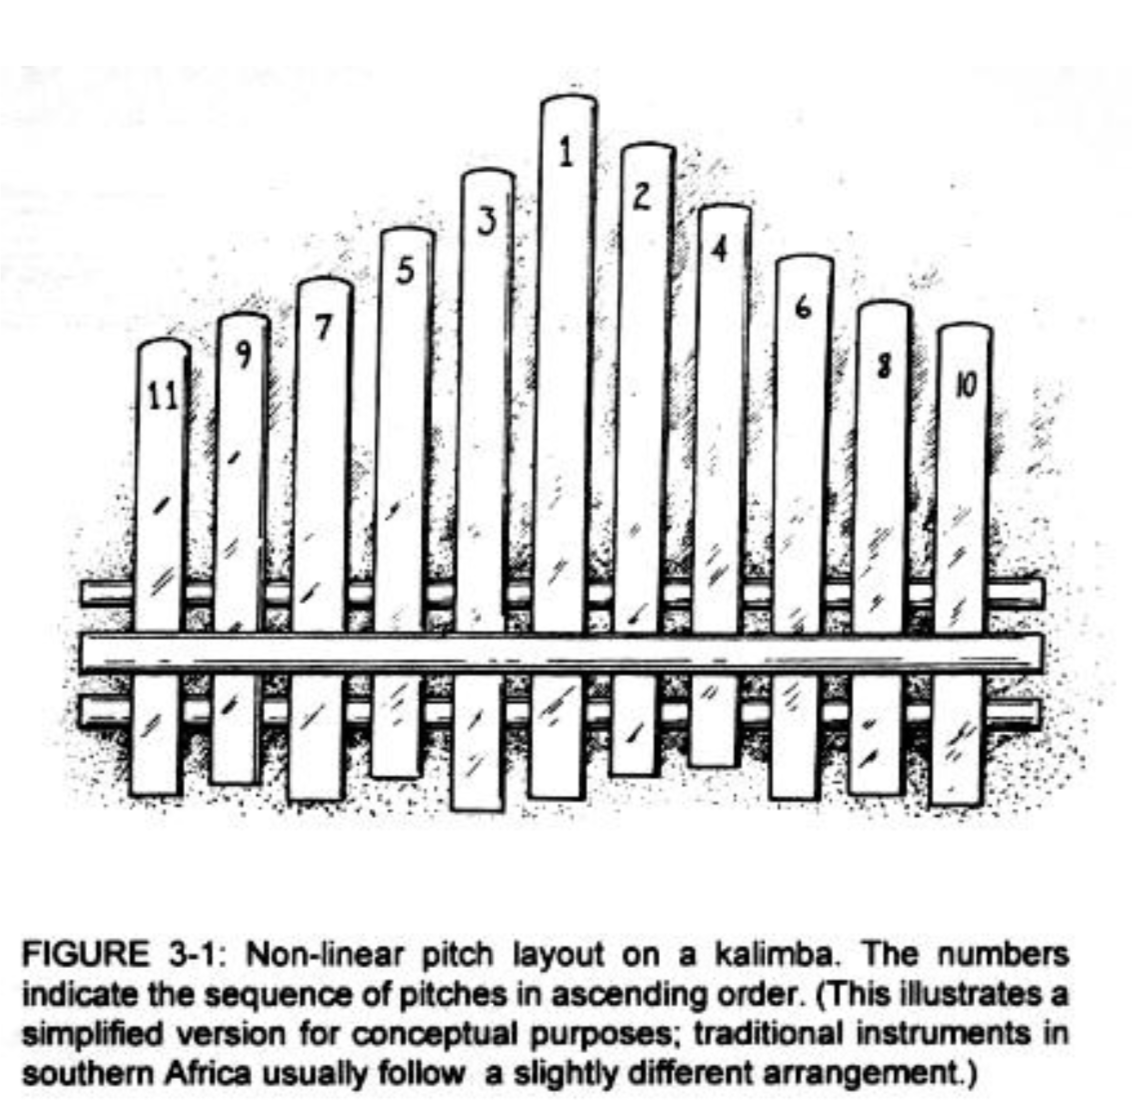 1
2
3
4
5
6
7
8
9
10
11
FIGURE 3-1: Non-linear pitch layout on a kalimba. The numbers
indicate the sequence of pitches in ascending order. (This illustrates a
simplified version for conceptual purposes; traditional instruments in
southern Africa usually follow a slightly different arrangement.)